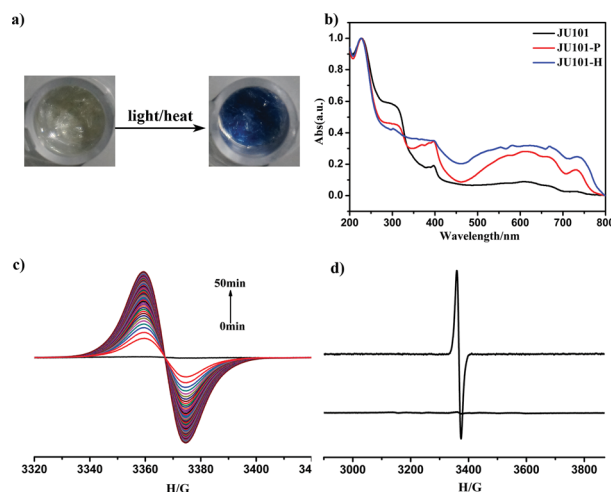 a)
light/heat
b)
JU101
JU101-P
JU101-H
Abs(a.u.)
1.0
0.8
0.6
0.4
0.2
0.0
200 300 400 500 600 700 800
Wavelength/nm
c)
50min
0min
3320 3340 3360 3380 3400 34
H/G
d)
3000 3200 3400 3600 3800
H/G